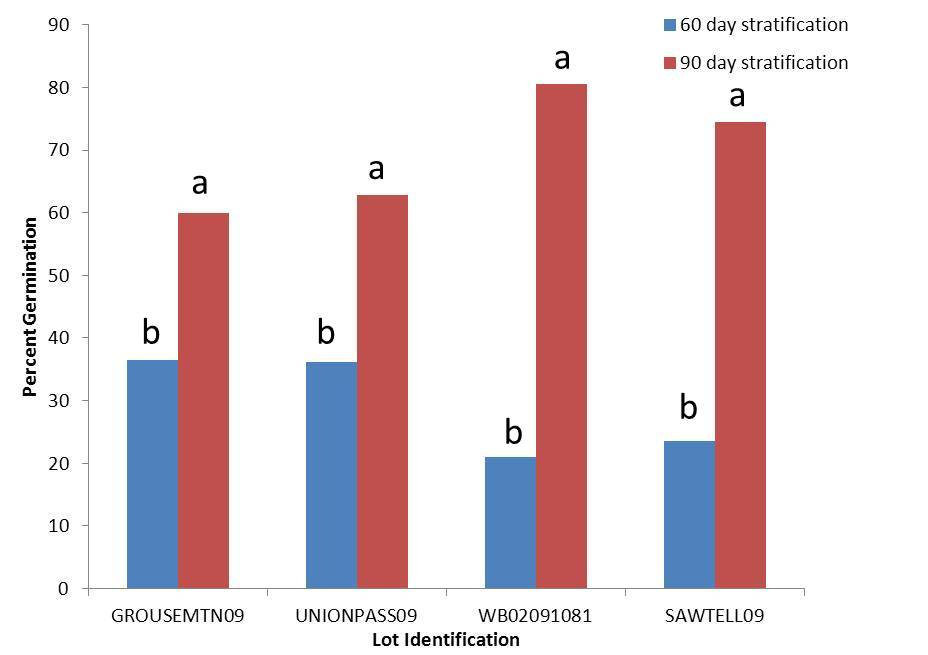 90
80
70
60
50
40
30
20
10
0
Percent Germination
60 day stratification
90 day stratification
b
a
b
a
b
a
b
a
GROUSEMTN09
UNIONPASS09
WB02091081
SAWTELL09
Lot Identification